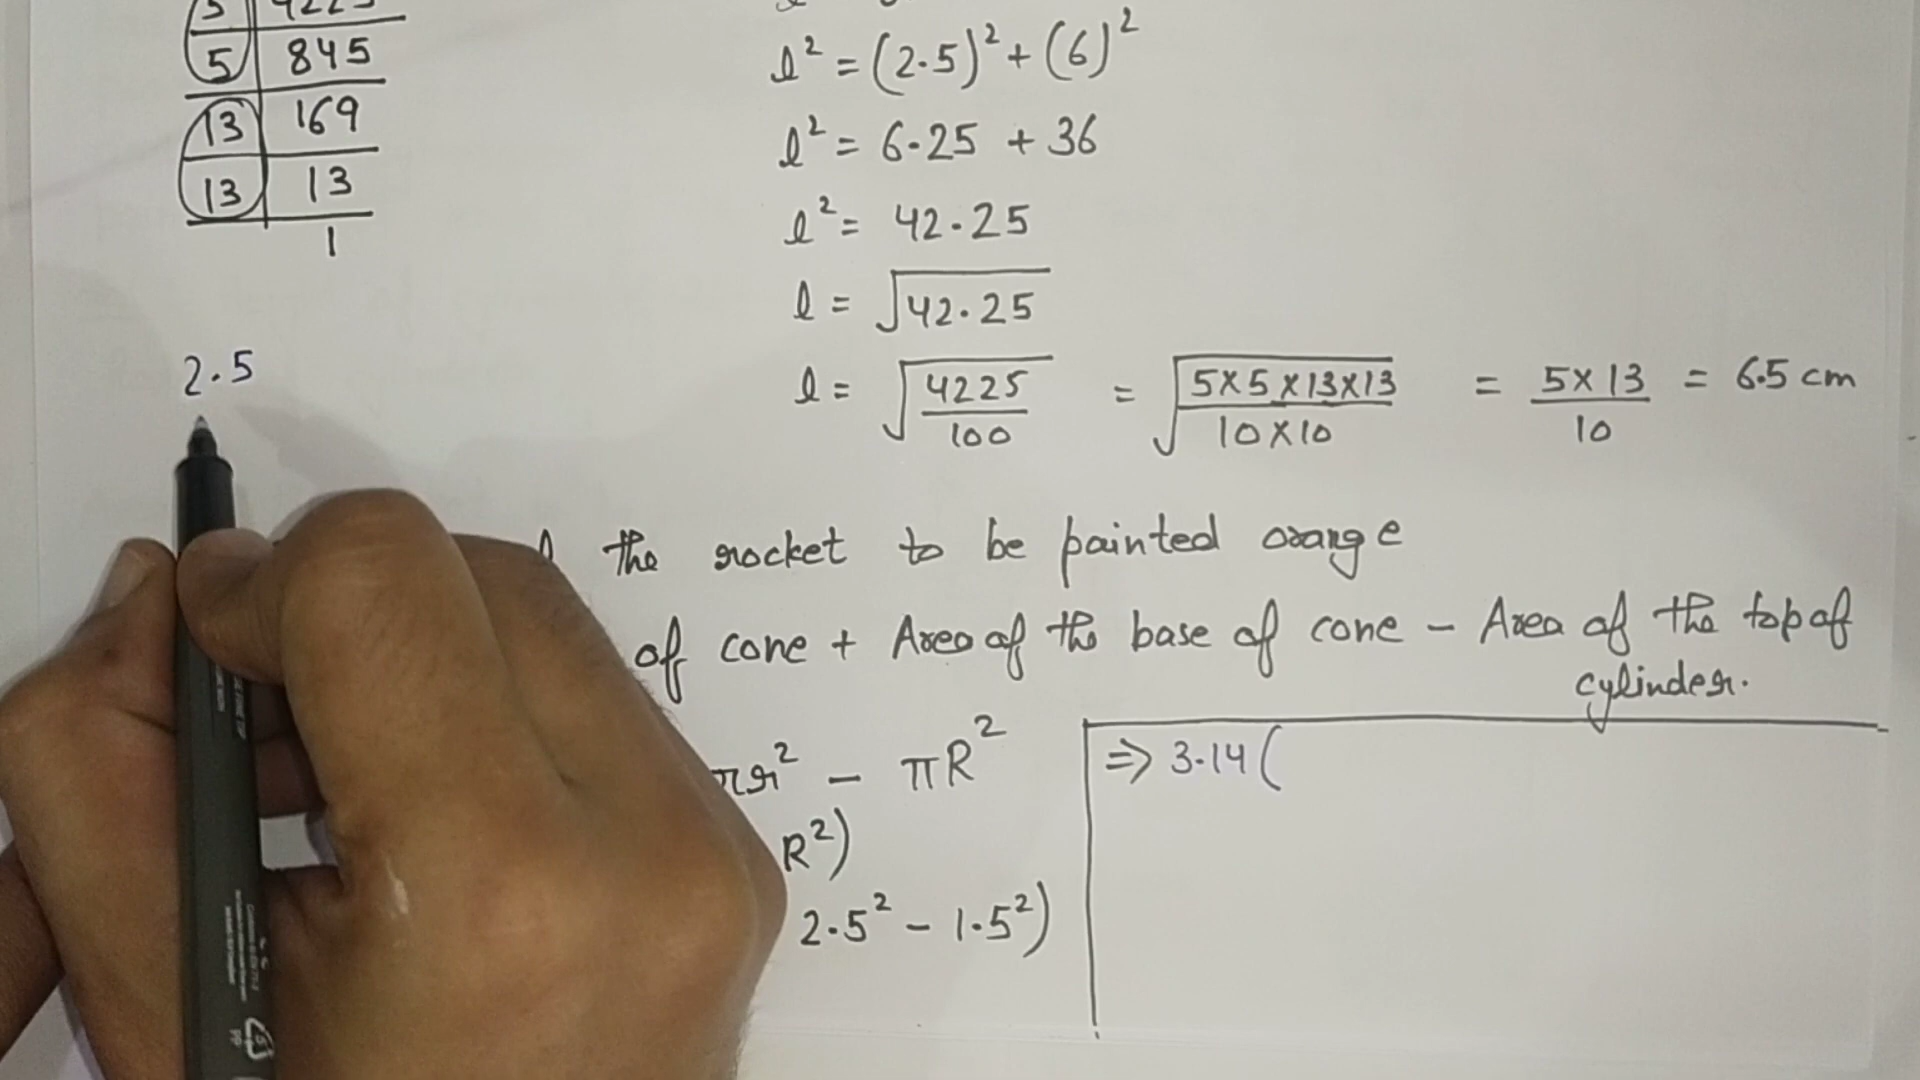 5 | 4225
5 | 845
13 | 169
13 | 13
1
2.5
l² = (2.5)² + (6)²
l² = 6.25 + 36
l² = 42.25
l = √42.25
l = √(4225/100) = √(5×5×13×13/10×10) = 5×13/10 = 6.5 cm
the rocket to be painted orange
of cone + Area of the base of cone - Area of the top of cylinder.
πr² - πR²
R²)
2.5² - 1.5²)
⇒ 3.14 (